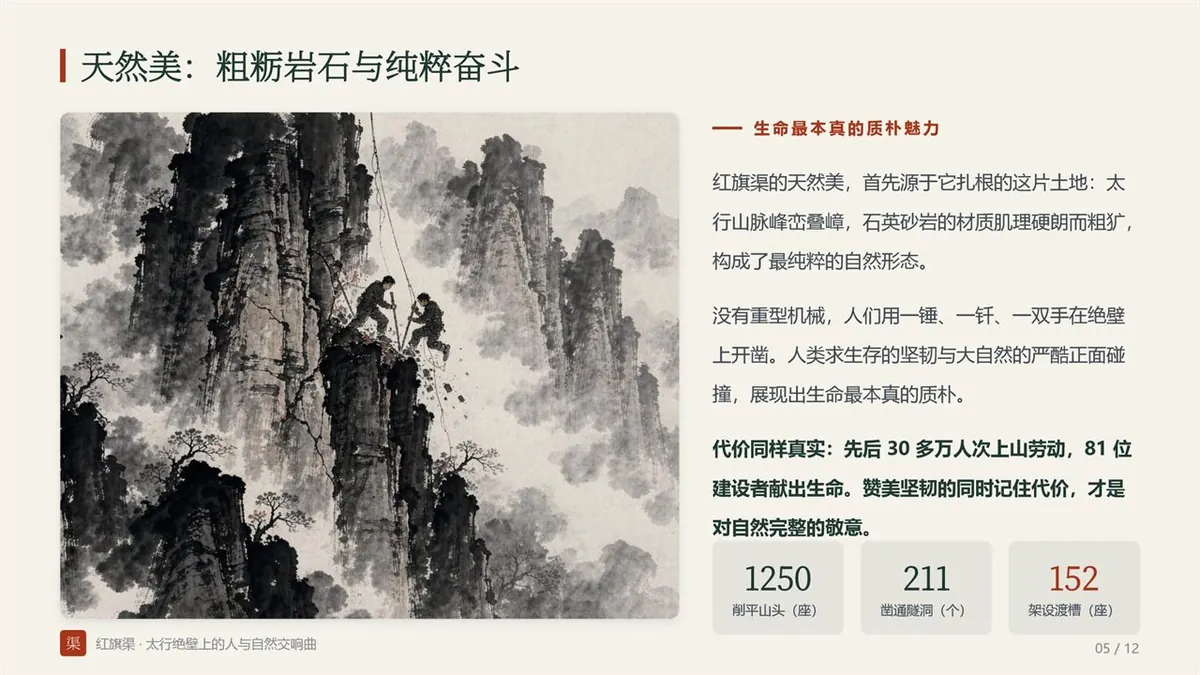 天然美：粗粝岩石与纯粹奋斗
生命最本真的质朴魅力
红旗渠的天然美，首先源于它扎根的这片土地：太
行山脉峰峦叠嶂，石英砂岩的材质肌理硬朗而粗犷，
构成了最纯粹的自然形态。
没有重型机械，人们用一锤、一钎、一双手在绝壁
上开凿。人类求生存的坚韧与大自然的严酷正面碰
撞，展现出生命最本真的质朴。
代价同样真实：先后 30 多万人次上山劳动，81 位
建设者献出生命。赞美坚韧的同时记住代价，才是
对自然完整的敬意。
1250
削平山头（座）
211
凿通隧洞（个）
152
架设渡槽（座）
渠
红旗渠 · 太行绝壁上的人与自然交响曲
05 / 12